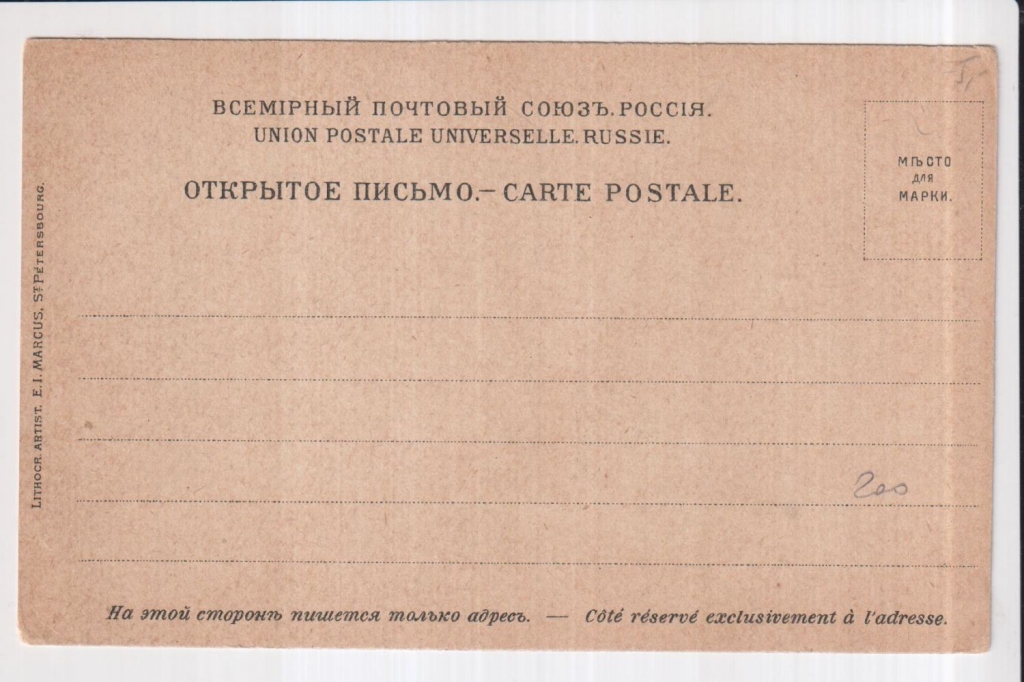 ВСЕМІРНЫЙ ПОЧТОВЫЙ СОЮЗЪ. РОССІЯ.
UNION POSTALE UNIVERSELLE. RUSSIE.
ОТКРЫТОЕ ПИСЬМО.—CARTE POSTALE.
МѢСТО
ДЛЯ
МАРКИ.
LITHOGR. ARTIST. E. I. MARCUS, ST. PÉTERSBOURG.
200
На этой сторонѣ пишется только адресъ. — Côté réservé exclusivement à l'adresse.